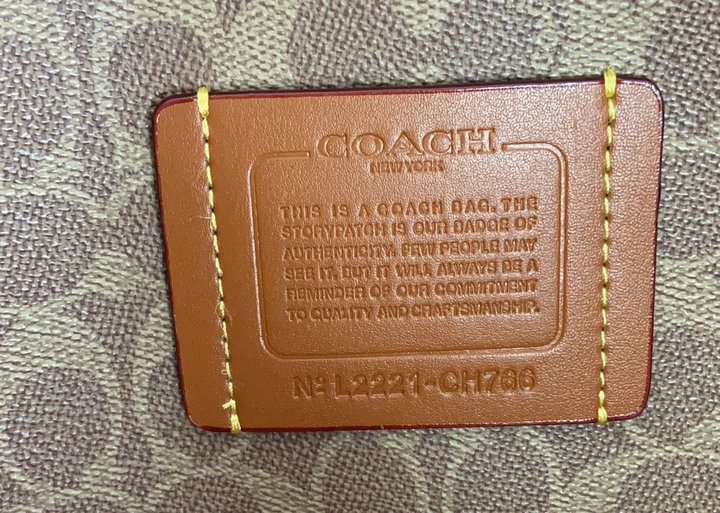 COACH
NEW YORK
THIS IS A COACH BAG. THE
STORYPATCH IS OUR BADGE OF
AUTHENTICITY. FEW PEOPLE MAY
SEE IT, BUT IT WILL ALWAYS BE A
REMINDER OF OUR COMMITMENT
TO QUALITY AND CRAFTSMANSHIP.
Nº L2221-CH766